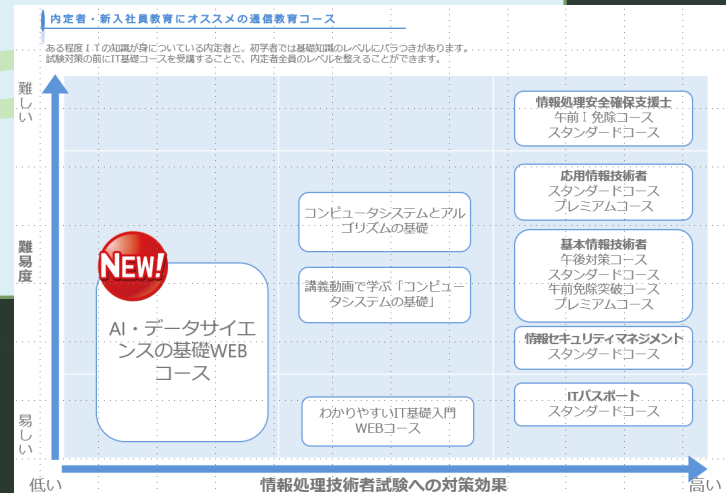 内定者・新入社員教育にオススメの通信教育コース
ある程度ITの知識が身についている内定者と、初学者では基礎知識のレベルにバラつきがあります。
試験対策の前にIT基礎コースを受講することで、内定者全員のレベルを整えることができます。
難しい
難易度
易しい
NEW!
AI・データサイエ
ンスの基礎WEB
コース
コンピュータシステムとアル
ゴリズムの基礎
講義動画で学ぶ「コンピュー
タシステムの基礎」
わかりやすいIT基礎入門
WEBコース
情報処理安全確保支援士
午前Ⅰ免除コース
スタンダードコース
応用情報技術者
スタンダードコース
プレミアムコース
基本情報技術者
午後対策コース
スタンダードコース
午前免除突破コース
プレミアムコース
情報セキュリティマネジメント
スタンダードコース
ITパスポート
スタンダードコース
低い
情報処理技術者試験への対策効果
高い